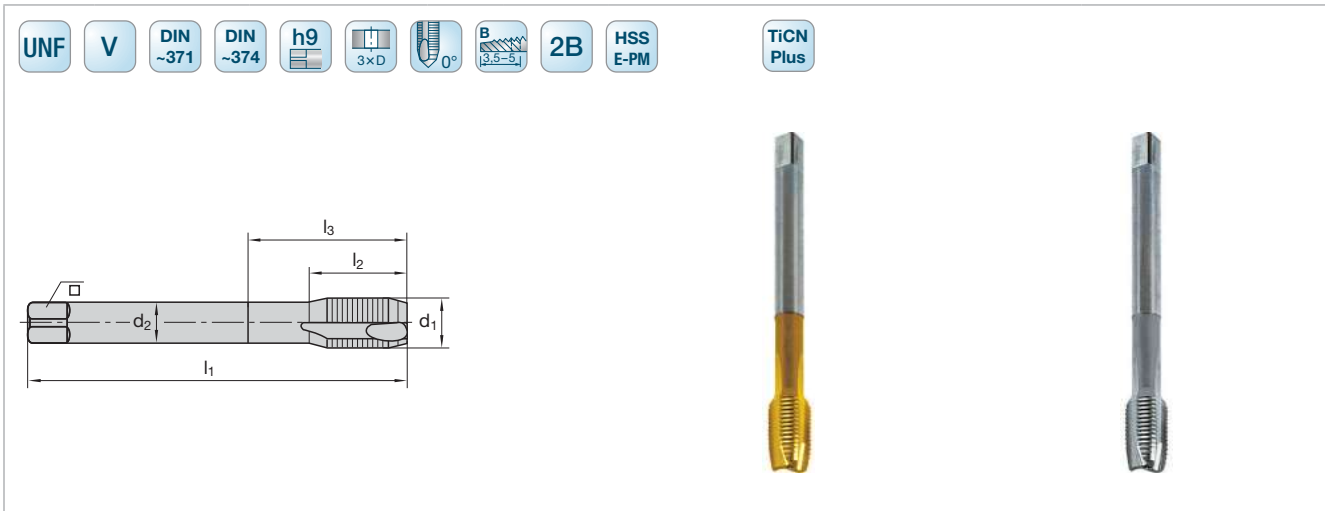 UNF
V
DIN
~371
DIN
~374
h9
3×D
0°
B
3,5–5
2B
HSS
E-PM
TiCN
Plus
l3
l2
d2
d1
l1